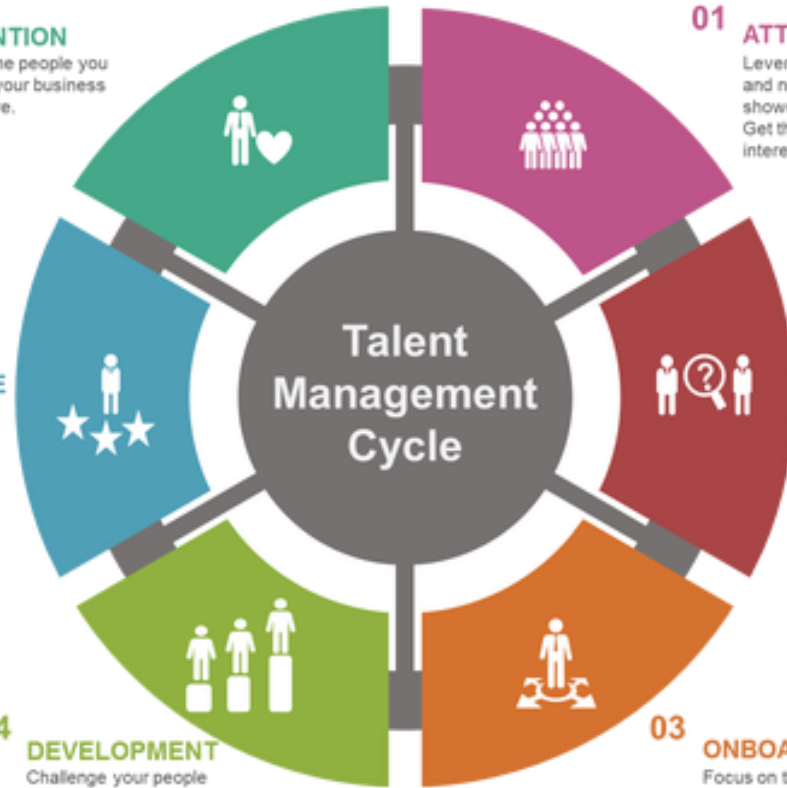 NTION
ne people you
your business
e.
01
ATT
Lever
and n
show
Get th
intere
Talent
Management
Cycle
?
E
4
DEVELOPMENT
Challenge your people
03
ONBOA
Focus on t